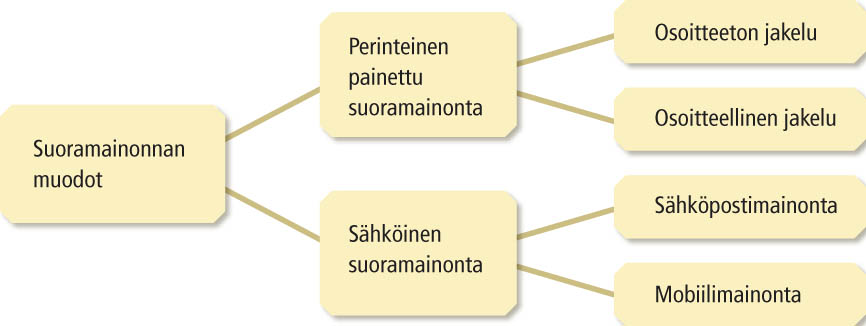 Suoramainonnan
muodot
Perinteinen
painettu
suoramainonta
Osoitteeton jakelu
Osoitteellinen jakelu
Sähköinen
suoramainonta
Sähköpostimainonta
Mobiilimainonta